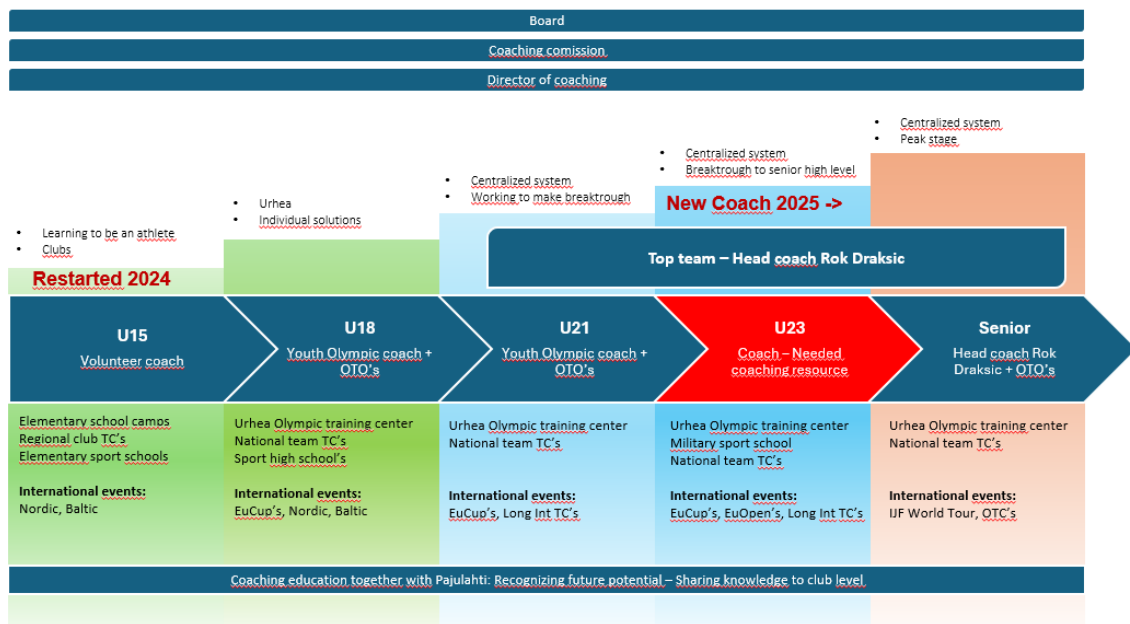 Board
Coaching comission
Director of coaching
• Learning to be an athlete
• Clubs
Restarted 2024
• Urhea
• Individual solutions
• Centralized system
• Working to make breakthrough
• Centralized system
• Breaktrough to senior high level
New Coach 2025 ->
• Centralized system
• Peak stage
Top team – Head coach Rok Draksic
U15
Volunteer coach
U18
Youth Olympic coach +
OTO's
U21
Youth Olympic coach +
OTO's
U23
Coach – Needed
coaching resource
Senior
Head coach Rok
Draksic + OTO's
Elementary school camps
Regional club TC's
Elementary sport schools
International events:
Nordic, Baltic
Urhea Olympic training center
National team TC's
Sport high school's
International events:
EuCup's, Nordic, Baltic
Urhea Olympic training center
National team TC's
International events:
EuCup's, Long Int TC's
Urhea Olympic training center
Military sport school
National team TC's
International events:
EuCup's, EuOpen's, Long Int TC's
Urhea Olympic training center
National team TC's
International events:
IJF World Tour, OTC's
Coaching education together with Pajulahti: Recognizing future potential – Sharing knowledge to club level